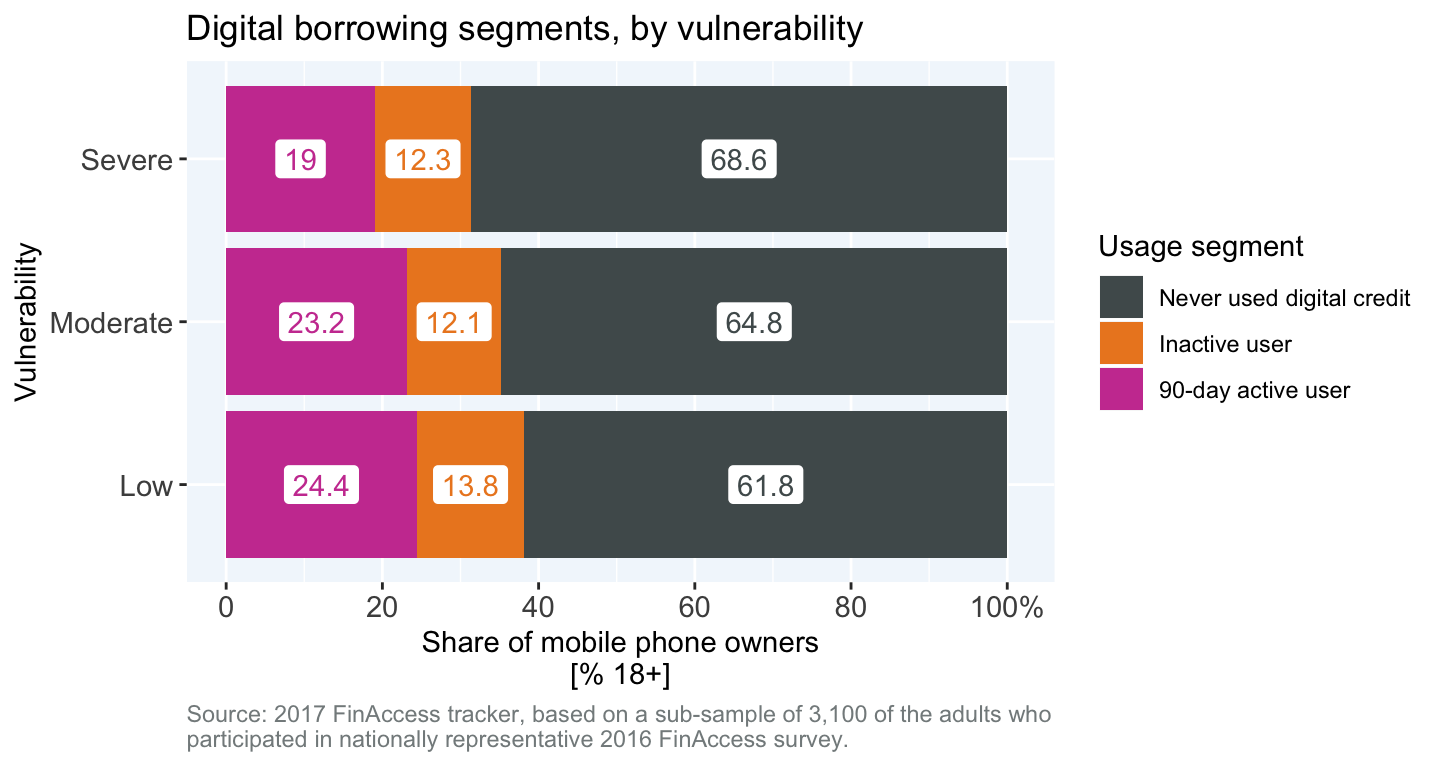 Digital borrowing segments, by vulnerability
Severe
19
12.3
68.6
Moderate
23.2
12.1
64.8
Low
24.4
13.8
61.8
Vulnerability
0
20
40
60
80
100%
Share of mobile phone owners
[% 18+]
Usage segment
Never used digital credit
Inactive user
90-day active user
Source: 2017 FinAccess tracker, based on a sub-sample of 3,100 of the adults who
participated in nationally representative 2016 FinAccess survey.